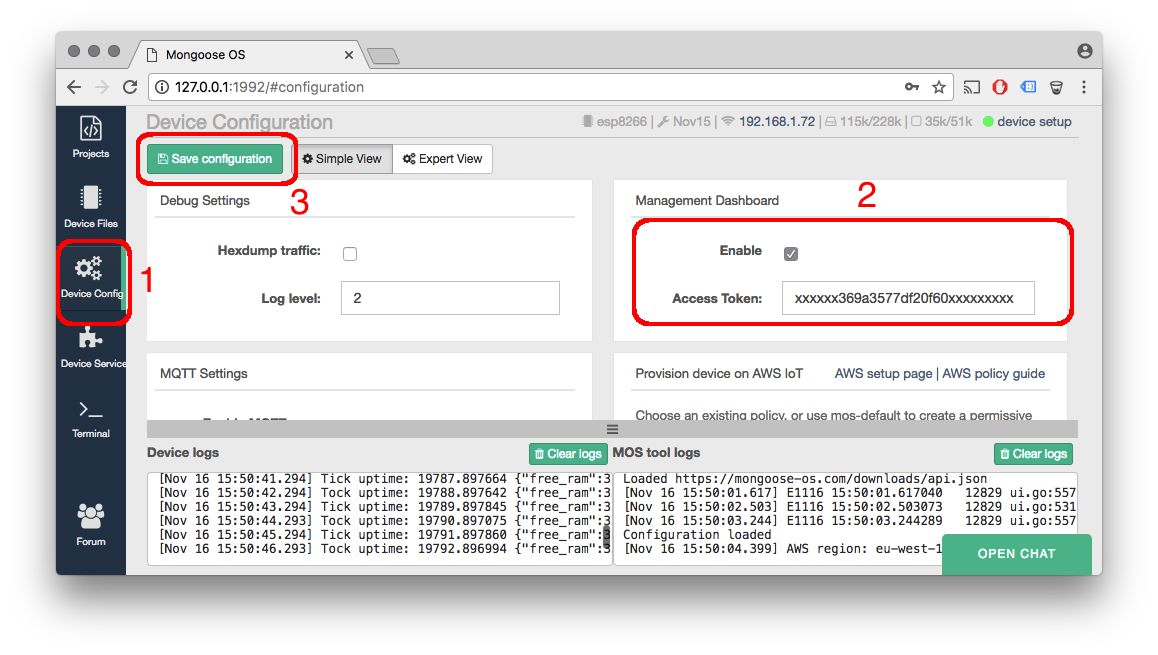 Mongoose OS
127.0.0.1:1992/#configuration
Projects
Device Files
1
Device Config
Device Service
Terminal
Forum
Device Configuration
esp8266 | Nov15 | 192.168.1.72 | 115k/228k | 35k/51k device setup
Save configuration Simple View Expert View
3
Debug Settings
Hexdump traffic:
Log level: 2
2
Management Dashboard
Enable
Access Token: xxxxxx369a3577df20f60xxxxxxxxx
MQTT Settings
Provision device on AWS IoT AWS setup page | AWS policy guide
Choose an existing policy, or use mos-default to create a permissive
Device logs Clear logs
[Nov 16 15:50:41.294] Tick uptime: 19787.897664 {"free_ram":3
[Nov 16 15:50:42.294] Tock uptime: 19788.897642 {"free_ram":3
[Nov 16 15:50:43.294] Tick uptime: 19789.897845 {"free_ram":3
[Nov 16 15:50:44.293] Tock uptime: 19790.897075 {"free_ram":3
[Nov 16 15:50:45.294] Tick uptime: 19791.897860 {"free_ram":3
[Nov 16 15:50:46.293] Tock uptime: 19792.896994 {"free_ram":3
MOS tool logs Clear logs
Loaded https://mongoose-os.com/downloads/api.json
[Nov 16 15:50:01.617] E1116 15:50:01.617040 12829 ui.go:557
[Nov 16 15:50:02.503] E1116 15:50:02.503073 12829 ui.go:531
[Nov 16 15:50:03.244] E1116 15:50:03.244289 12829 ui.go:557
Configuration loaded
[Nov 16 15:50:04.399] AWS region: eu-west-1
OPEN CHAT